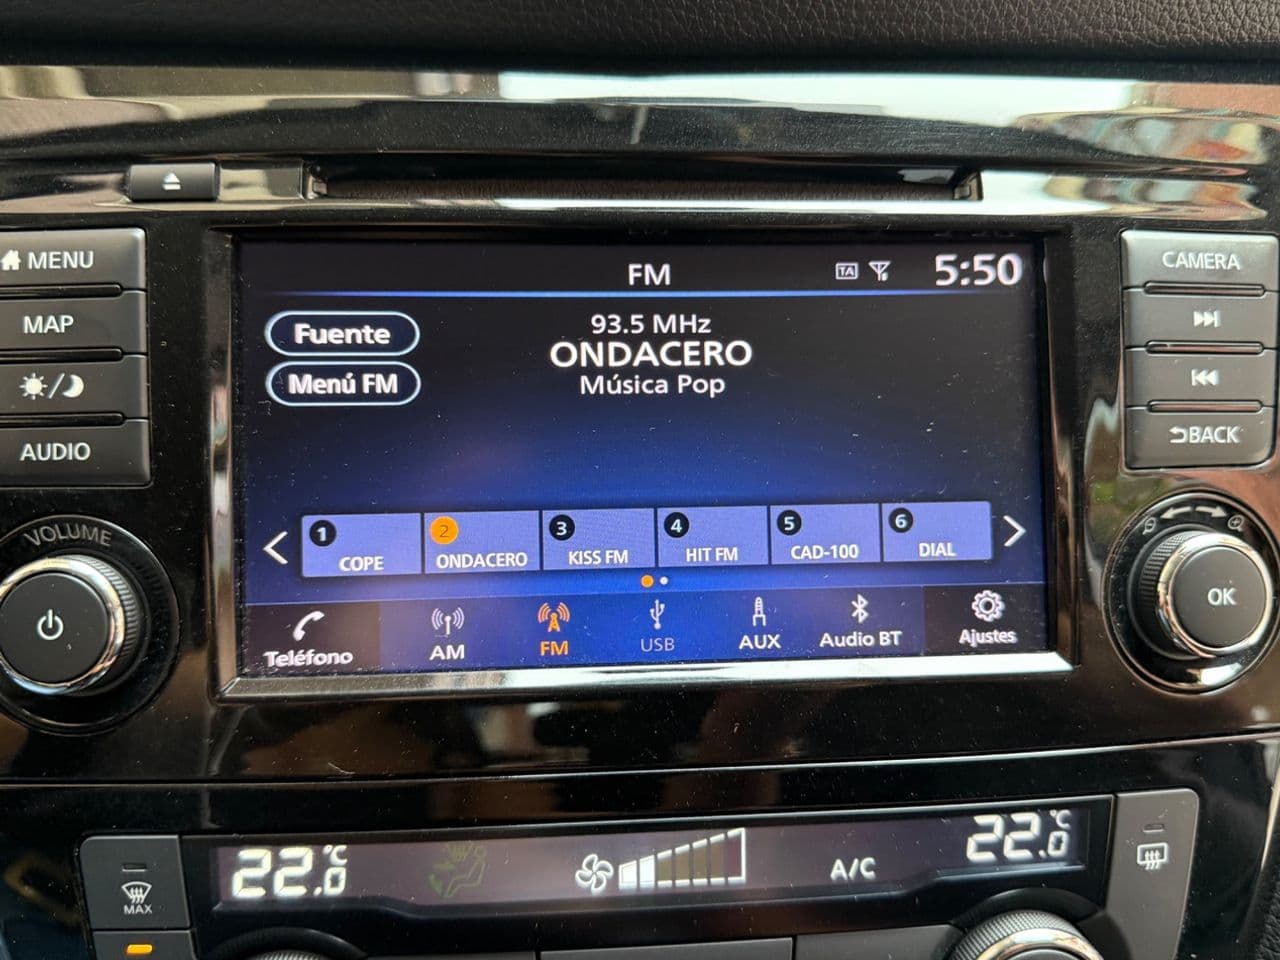 MENU
MAP
AUDIO
VOLUME
FM
TA
5:50
Fuente
Menú FM
93.5 MHz
ONDACERO
Música Pop
1 COPE
2 ONDACERO
3 KISS FM
4 HIT FM
5 CAD-100
6 DIAL
Teléfono
AM
FM
USB
AUX
Audio BT
Ajustes
CAMERA
BACK
OK
MAX
22.0 °C
A/C
22.0 °C